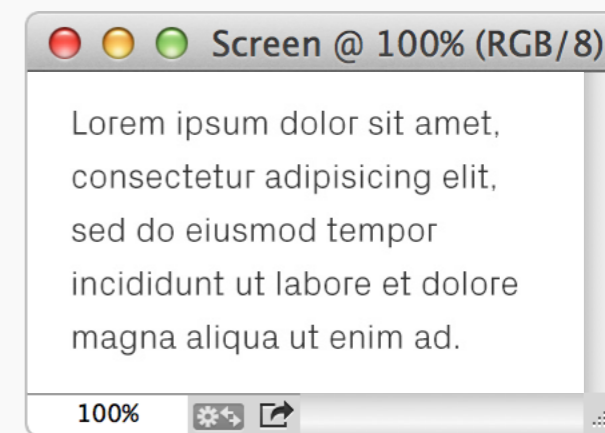 Screen @ 100% (RGB/8)
Lorem ipsum dolor sit amet,
consectetur adipisicing elit,
sed do eiusmod tempor
incididunt ut labore et dolore
magna aliqua ut enim ad.
100%